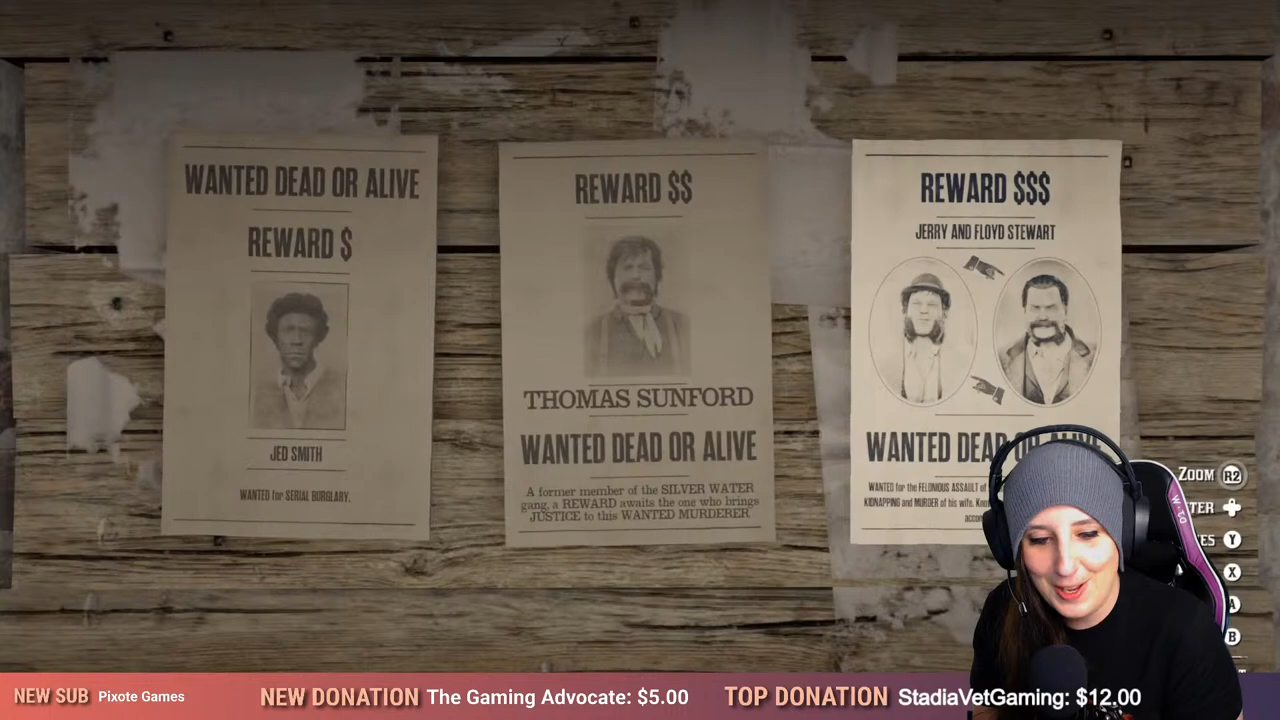 WANTED DEAD OR ALIVE
REWARD $
JED SMITH
WANTED for SERIAL BURGLARY.
REWARD $$
THOMAS SUNFORD
WANTED DEAD OR ALIVE
A former member of the SILVER WATER
gang, a REWARD awaits the one who brings
JUSTICE to this WANTED MURDERER
REWARD $$$
JERRY AND FLOYD STEWART
WANTED DEAD OR ALIVE
WANTED for the FELONIOUS ASSAULT of
KIDNAPPING and MURDER of his wife.
ZOOM R2
Y
X
A
B
NEW SUB Pixote Games NEW DONATION The Gaming Advocate: $5.00 TOP DONATION StadiaVetGaming: $12.00